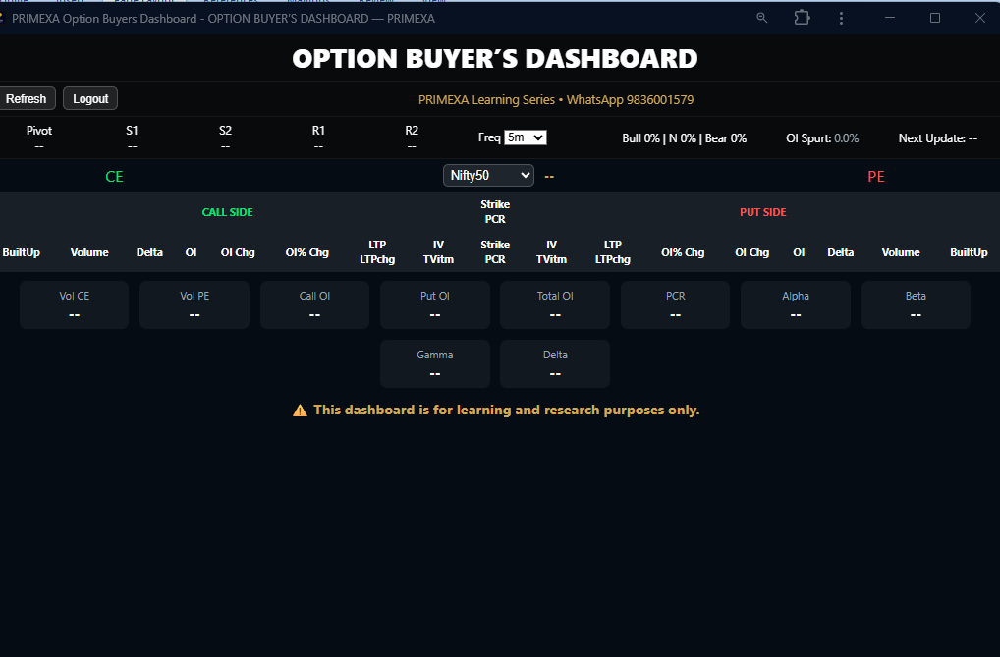 PRIMEXA Option Buyers Dashboard - OPTION BUYER'S DASHBOARD — PRIMEXA
OPTION BUYER'S DASHBOARD
Refresh Logout PRIMEXA Learning Series • WhatsApp 9836001579
Pivot S1 S2 R1 R2
-- -- -- -- --
Freq 5m Bull 0% | N 0% | Bear 0% OI Spurt: 0.0% Next Update: --
CE Nifty50 -- PE
CALL SIDE Strike PCR PUT SIDE
BuiltUp Volume Delta OI OI Chg OI% Chg LTP LTPchg IV TVitm Strike PCR IV TVitm LTP LTPchg OI% Chg OI Chg OI Delta Volume BuiltUp
Vol CE Vol PE Call OI Put OI Total OI PCR Alpha Beta
-- -- -- -- -- -- -- --
Gamma Delta
-- --
⚠ This dashboard is for learning and research purposes only.